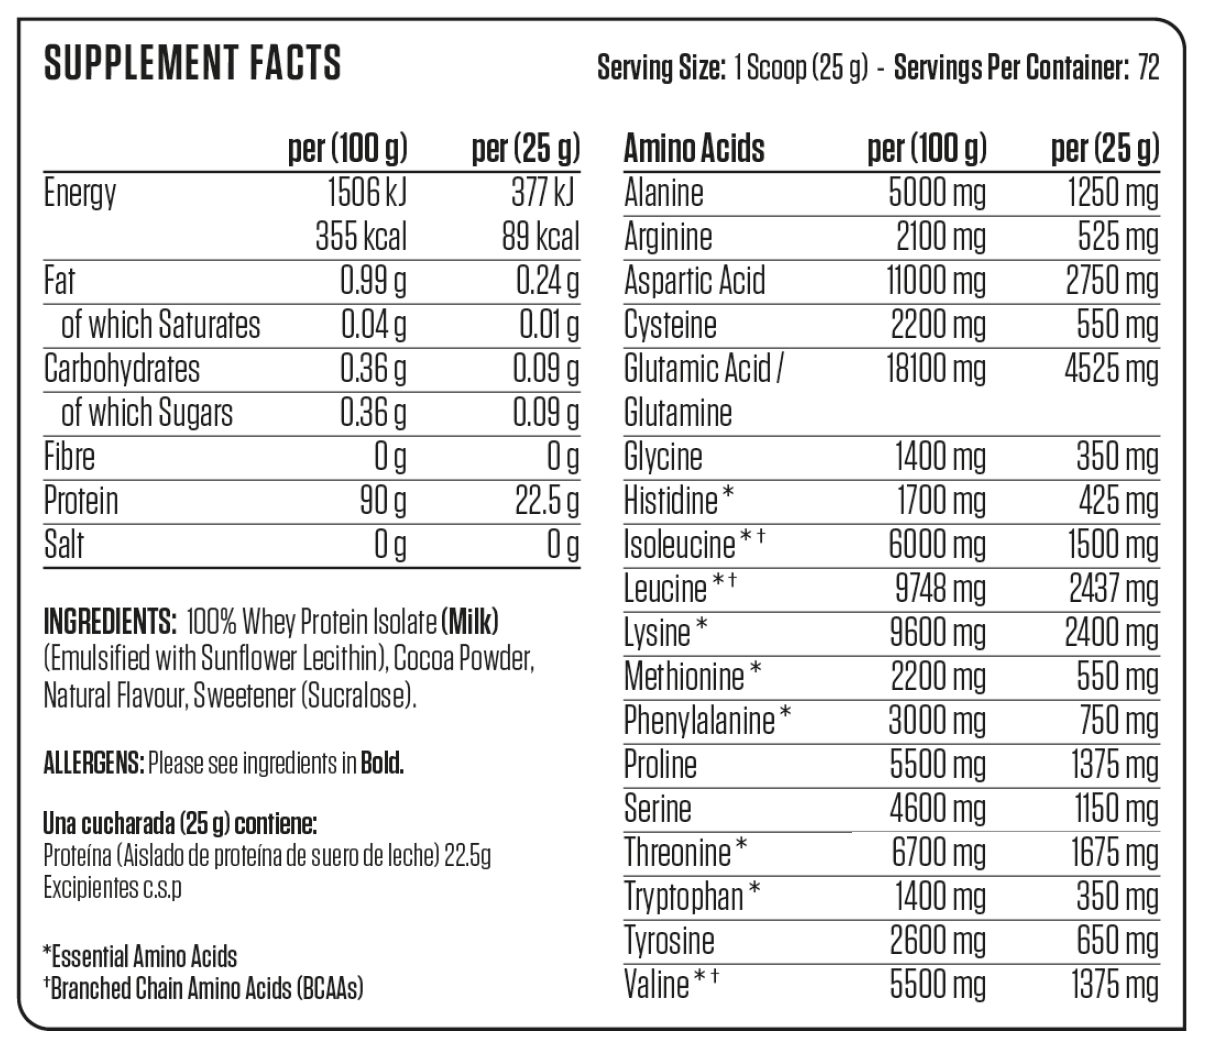 SUPPLEMENT FACTS
Serving Size: 1 Scoop (25 g) - Servings Per Container: 72
per (100 g) per (25 g)
Energy 1506 kJ 377 kJ
355 kcal 89 kcal
Fat 0.99 g 0.24 g
of which Saturates 0.04 g 0.01 g
Carbohydrates 0.36 g 0.09 g
of which Sugars 0.36 g 0.09 g
Fibre 0 g 0 g
Protein 90 g 22.5 g
Salt 0 g 0 g
INGREDIENTS: 100% Whey Protein Isolate (Milk)
(Emulsified with Sunflower Lecithin), Cocoa Powder,
Natural Flavour, Sweetener (Sucralose).
ALLERGENS: Please see ingredients in Bold.
Una cucharada (25 g) contiene:
Proteína (Aislado de proteína de suero de leche) 22.5g
Excipientes c.s.p
*Essential Amino Acids
†Branched Chain Amino Acids (BCAAs)
Amino Acids per (100 g) per (25 g)
Alanine 5000 mg 1250 mg
Arginine 2100 mg 525 mg
Aspartic Acid 11000 mg 2750 mg
Cysteine 2200 mg 550 mg
Glutamic Acid / 18100 mg 4525 mg
Glutamine
Glycine 1400 mg 350 mg
Histidine * 1700 mg 425 mg
Isoleucine * † 6000 mg 1500 mg
Leucine * † 9748 mg 2437 mg
Lysine * 9600 mg 2400 mg
Methionine * 2200 mg 550 mg
Phenylalanine * 3000 mg 750 mg
Proline 5500 mg 1375 mg
Serine 4600 mg 1150 mg
Threonine * 6700 mg 1675 mg
Tryptophan * 1400 mg 350 mg
Tyrosine 2600 mg 650 mg
Valine * † 5500 mg 1375 mg